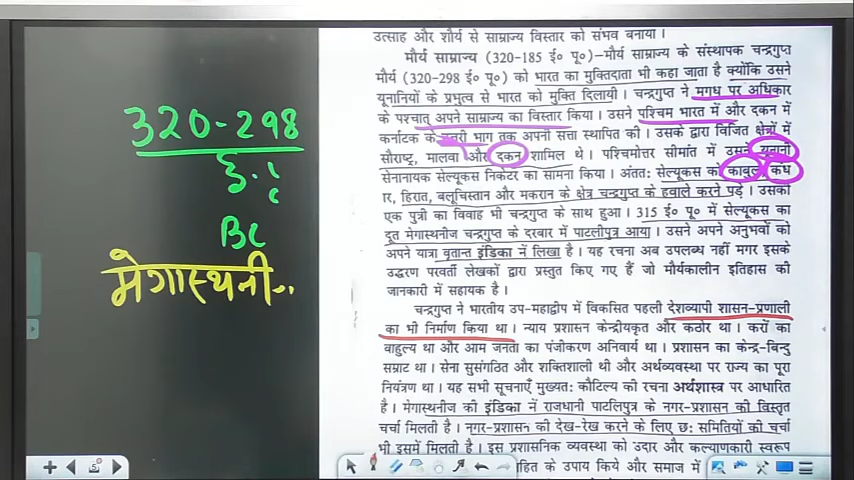 320-298
ई.
BC
मेगास्थनी..
उत्साह और शौर्य से साम्राज्य विस्तार को संभव बनाया।
मौर्य साम्राज्य (320-185 ई० पू०)-मौर्य साम्राज्य के संस्थापक चन्द्रगुप्त
मौर्य (320-298 ई० पू०) को भारत का मुक्तिदाता भी कहा जाता है क्योंकि उसने
यूनानियों के प्रभुत्व से भारत को मुक्ति दिलायी। चन्द्रगुप्त ने मगध पर अधिकार
के पश्चात् अपने साम्राज्य का विस्तार किया। उसने पश्चिम भारत में और दकन में
कर्नाटक के उत्तरी भाग तक अपनी सत्ता स्थापित की। उसके द्वारा विजित क्षेत्रों में
सौराष्ट्र, मालवा और दकन शामिल थे। पश्चिमोत्तर सीमांत में उसने यूनानी
सेनानायक सेल्यूकस निकेटर का सामना किया। अंततः सेल्यूकस को काबुल, कंध
ार, हिरात, बलूचिस्तान और मकरान के क्षेत्र चन्द्रगुप्त के हवाले करने पड़े। उसकी
एक पुत्री का विवाह भी चन्द्रगुप्त के साथ हुआ। 315 ई० पू० में सेल्यूकस का
दूत मेगास्थनीज चन्द्रगुप्त के दरबार में पाटलीपुत्र आया। उसने अपने अनुभवों को
अपने यात्रा वृतान्त इंडिका में लिखा है। यह रचना अब उपलब्ध नहीं मगर इसके
उद्धरण परवर्ती लेखकों द्वारा प्रस्तुत किए गए हैं जो मौर्यकालीन इतिहास की
जानकारी में सहायक है।
चन्द्रगुप्त ने भारतीय उप-महाद्वीप में विकसित पहली देशव्यापी शासन-प्रणाली
का भी निर्माण किया था। न्याय प्रशासन केन्द्रीयकृत और कठोर था। करों का
बाहुल्य था और आम जनता का पंजीकरण अनिवार्य था। प्रशासन का केन्द्र-बिन्दु
सम्राट था। सेना सुसंगठित और शक्तिशाली थी और अर्थव्यवस्था पर राज्य का पूरा
नियंत्रण था। यह सभी सूचनाएँ मुख्यतः कौटिल्य की रचना अर्थशास्त्र पर आधारित
है। मेगास्थनीज की इंडिका में राजधानी पाटलिपुत्र के नगर-प्रशासन की विस्तृत
चर्चा मिलती है। नगर-प्रशासन की देख-रेख करने के लिए छः समितियों की चर्चा
भी इसमें मिलती है। इस प्रशासनिक व्यवस्था को उदार और कल्याणकारी स्वरूप
हित के उपाय किये और समाज में